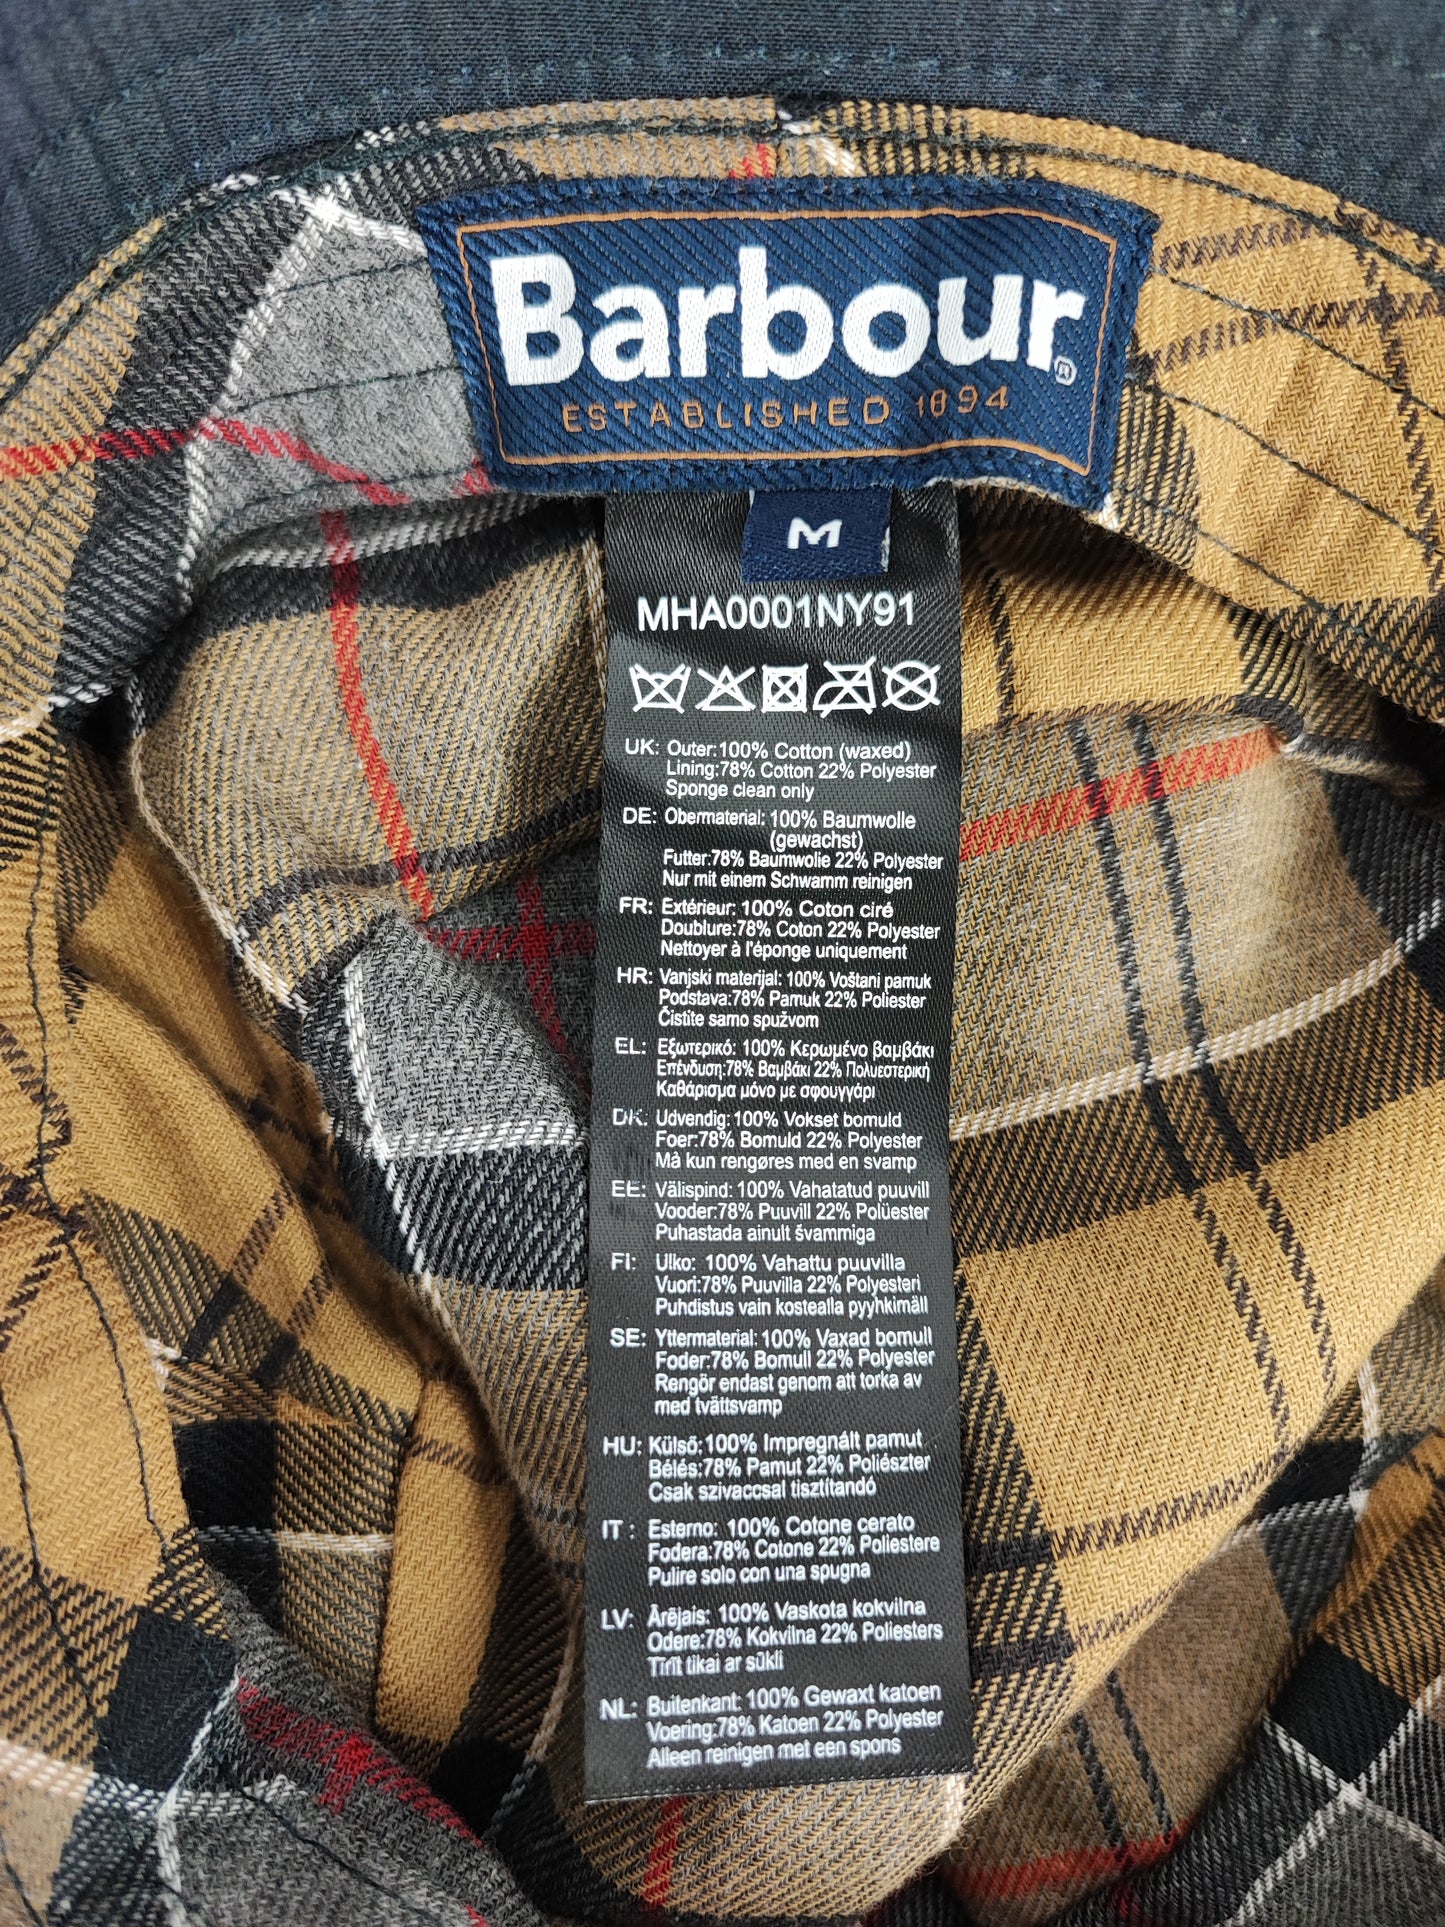 Barbour®
ESTABLISHED 1894
M
MHA0001NY91
UK: Outer:100% Cotton (waxed)
Lining:78% Cotton 22% Polyester
Sponge clean only
DE: Obermaterial: 100% Baumwolle
(gewachst)
Futter:78% Baumwolie 22% Polyester
Nur mit einem Schwamm reinigen
FR: Extérieur: 100% Coton ciré
Doublure:78% Coton 22% Polyester
Nettoyer à l'éponge uniquement
HR: Vanjski materijal: 100% Voštani pamuk
Podstava:78% Pamuk 22% Poliester
Čistite samo spužvom
EL: Εξωτερικό: 100% Κερωμένο βαμβάκι
Επένδυση:78% Βαμβάκι 22% Πολυεστερική
Καθάρισμα μόνο με σφουγγάρι
DK: Udvendig: 100% Vokset bomuld
Foer:78% Bomuld 22% Polyester
Mà kun rengøres med en svamp
EE: Välispind: 100% Vahatatud puuvill
Vooder:78% Puuvill 22% Polüester
Puhastada ainult švammiga
FI: Ulko: 100% Vahattu puuvilla
Vuori:78% Puuvilla 22% Polyesteri
Puhdistus vain kostealla pyyhkimäll
SE: Yttermaterial: 100% Vaxad bomull
Foder:78% Bomull 22% Polyester
Rengör endast genom att torka av
med tvättsvamp
HU: Külső:100% Impregnált pamut
Bélés:78% Pamut 22% Poliészter
Csak szivaccsal tisztítandó
IT : Esterno: 100% Cotone cerato
Fodera:78% Cotone 22% Poliestere
Pulire solo con una spugna
LV: Ārējais: 100% Vaskota kokvilna
Odere:78% Kokvilna 22% Poliesters
Tīrīt tikai ar sūkli
NL: Buitenkant: 100% Gewaxt katoen
Voering:78% Katoen 22% Polyester
Alleen reinigen met een spons